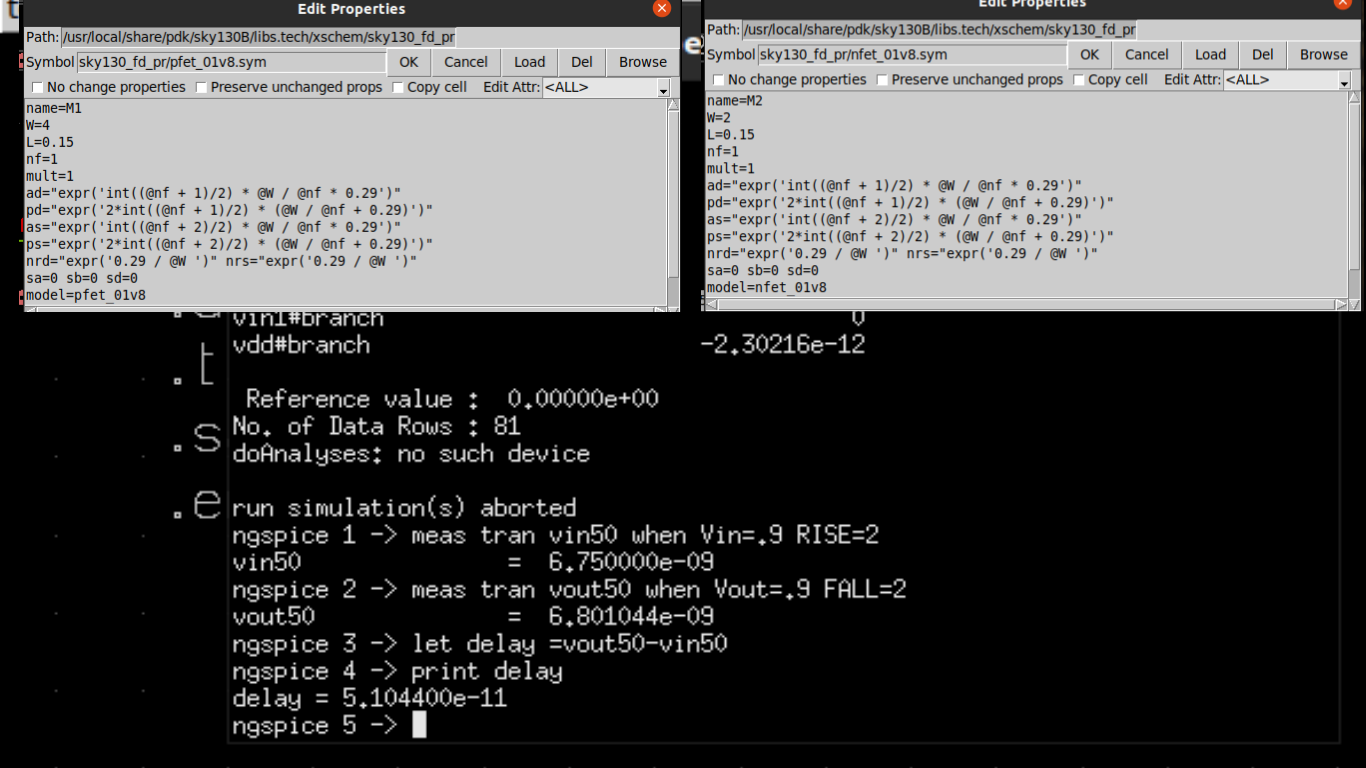 Edit Properties
Path: /usr/local/share/pdk/sky130B/libs.tech/xschem/sky130_fd_pr
Symbol sky130_fd_pr/pfet_01v8.sym OK Cancel Load Del Browse
No change properties Preserve unchanged props Copy cell Edit Attr: <ALL>
name=M1
W=4
L=0.15
nf=1
mult=1
ad="expr('int((@nf + 1)/2) * @W / @nf * 0.29')"
pd="expr('2*int((@nf + 1)/2) * (@W / @nf + 0.29)')"
as="expr('int((@nf + 2)/2) * @W / @nf * 0.29')"
ps="expr('2*int((@nf + 2)/2) * (@W / @nf + 0.29)')"
nrd="expr('0.29 / @W ')" nrs="expr('0.29 / @W ')"
sa=0 sb=0 sd=0
model=pfet_01v8
Edit Properties
Path: /usr/local/share/pdk/sky130B/libs.tech/xschem/sky130_fd_pr
Symbol sky130_fd_pr/nfet_01v8.sym OK Cancel Load Del Browse
No change properties Preserve unchanged props Copy cell Edit Attr: <ALL>
name=M2
W=2
L=0.15
nf=1
mult=1
ad="expr('int((@nf + 1)/2) * @W / @nf * 0.29')"
pd="expr('2*int((@nf + 1)/2) * (@W / @nf + 0.29)')"
as="expr('int((@nf + 2)/2) * @W / @nf * 0.29')"
ps="expr('2*int((@nf + 2)/2) * (@W / @nf + 0.29)')"
nrd="expr('0.29 / @W ')" nrs="expr('0.29 / @W ')"
sa=0 sb=0 sd=0
model=nfet_01v8
vin1#branch 0
vdd#branch -2.30216e-12
Reference value : 0.00000e+00
No. of Data Rows : 81
doAnalyses: no such device
run simulation(s) aborted
ngspice 1 -> meas tran vin50 when Vin=.9 RISE=2
vin50 = 6.750000e-09
ngspice 2 -> meas tran vout50 when Vout=.9 FALL=2
vout50 = 6.801044e-09
ngspice 3 -> let delay =vout50-vin50
ngspice 4 -> print delay
delay = 5.104400e-11
ngspice 5 ->
.t
.s
.e